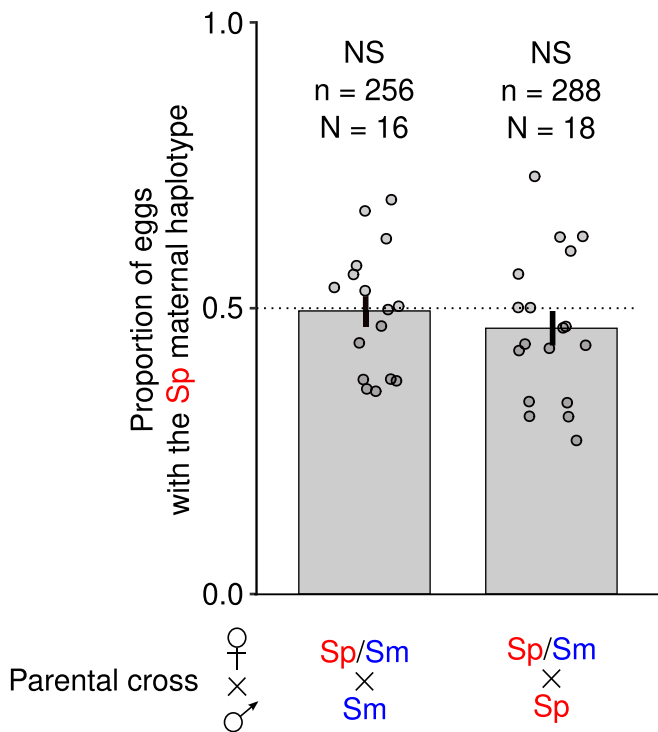 1.0
NS
n = 256
N = 16
NS
n = 288
N = 18
Proportion of eggs
with the Sp maternal haplotype
0.5
0.0
Parental cross
♀
×
♂
Sp/Sm
×
Sm
Sp/Sm
×
Sp